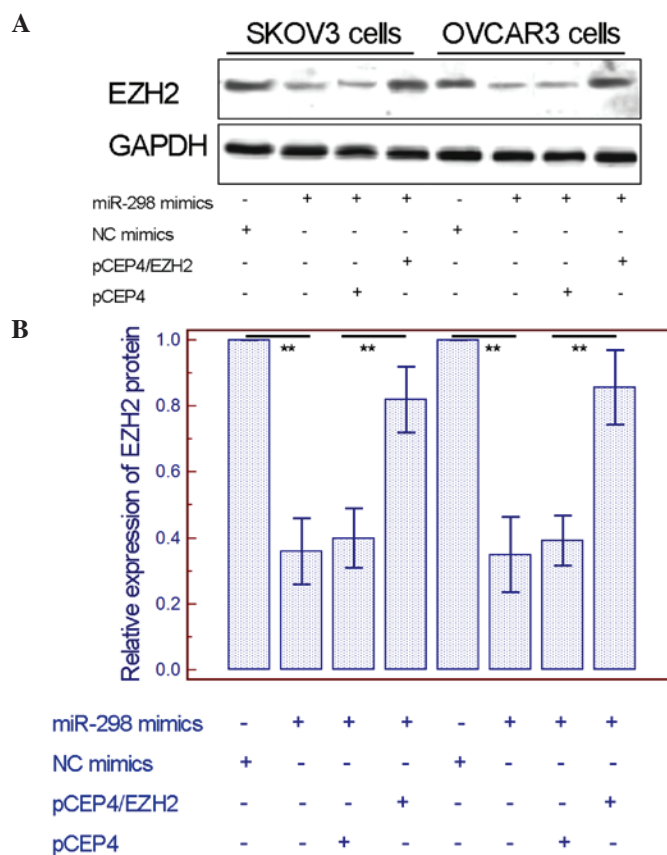 A
SKOV3 cells OVCAR3 cells
EZH2
GAPDH
miR-298 mimics - + + + - + + +
NC mimics + - - - + - - -
pCEP4/EZH2 - - - + - - - +
pCEP4 - - + - - - + -
B
Relative expression of EZH2 protein
1.0
0.8
0.6
0.4
0.2
0.0
** ** ** **
miR-298 mimics - + + + - + + +
NC mimics + - - - + - - -
pCEP4/EZH2 - - - + - - - +
pCEP4 - - + - - - + -